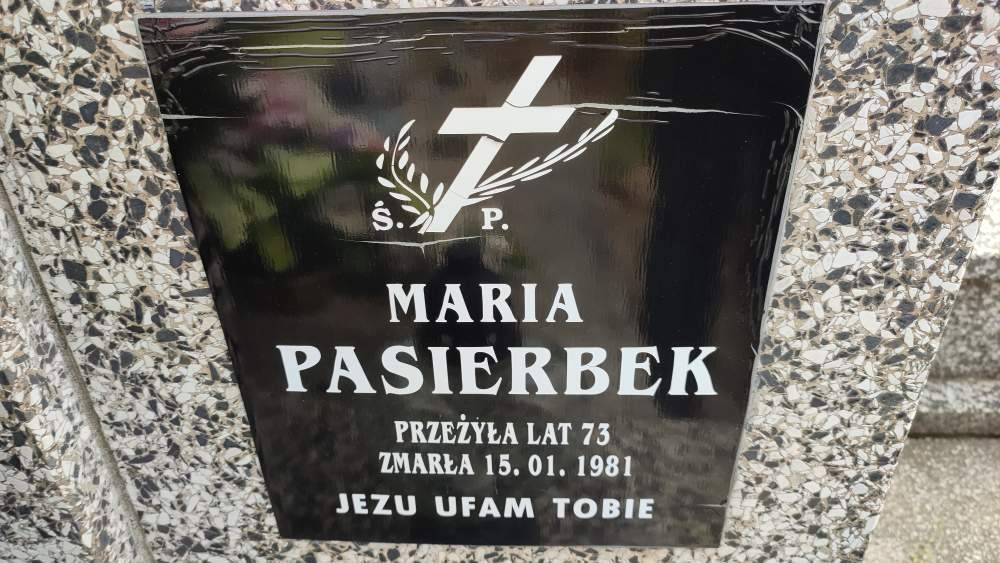 Ś. P.
MARIA
PASIERBEK
PRZEŻYŁA LAT 73
ZMARŁA 15. 01. 1981
JEZU UFAM TOBIE